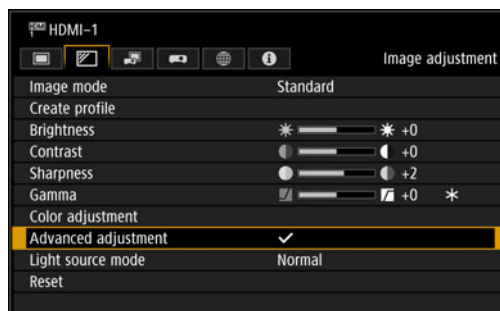 HDMI HDMI-1
Image adjustment
Image mode Standard
Create profile
Brightness +0
Contrast +0
Sharpness +2
Gamma +0
Color adjustment
Advanced adjustment
Light source mode Normal
Reset